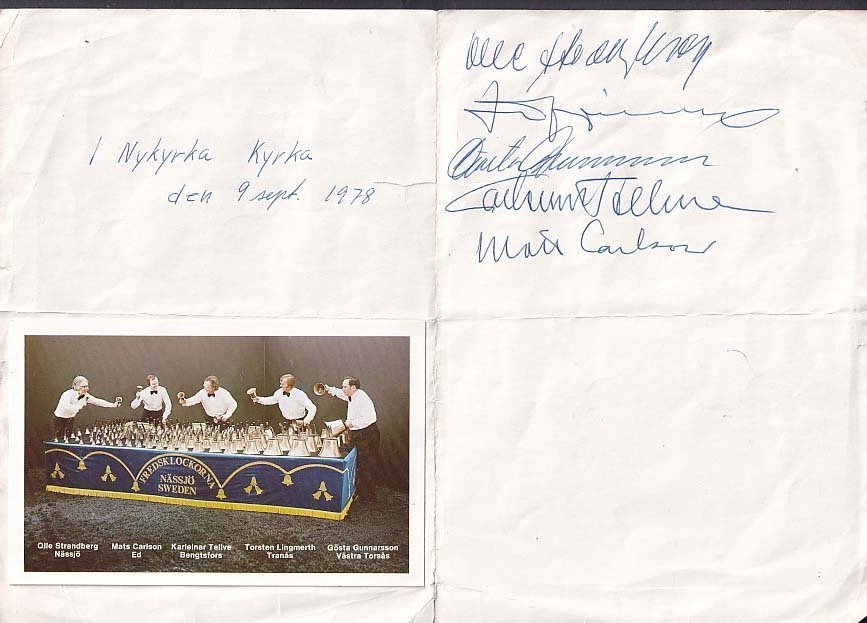 I Nykyrka Kyrka
den 9 sept. 1978
Mats Carlson
FREDSKLOCKORNA
NÄSSJÖ
SWEDEN
Olle Strandberg
Nässjö
Mats Carlson
Ed
Karleinar Tellve
Bengtsfors
Torsten Lingmerth
Tranås
Gösta Gunnarsson
Västra Torsås